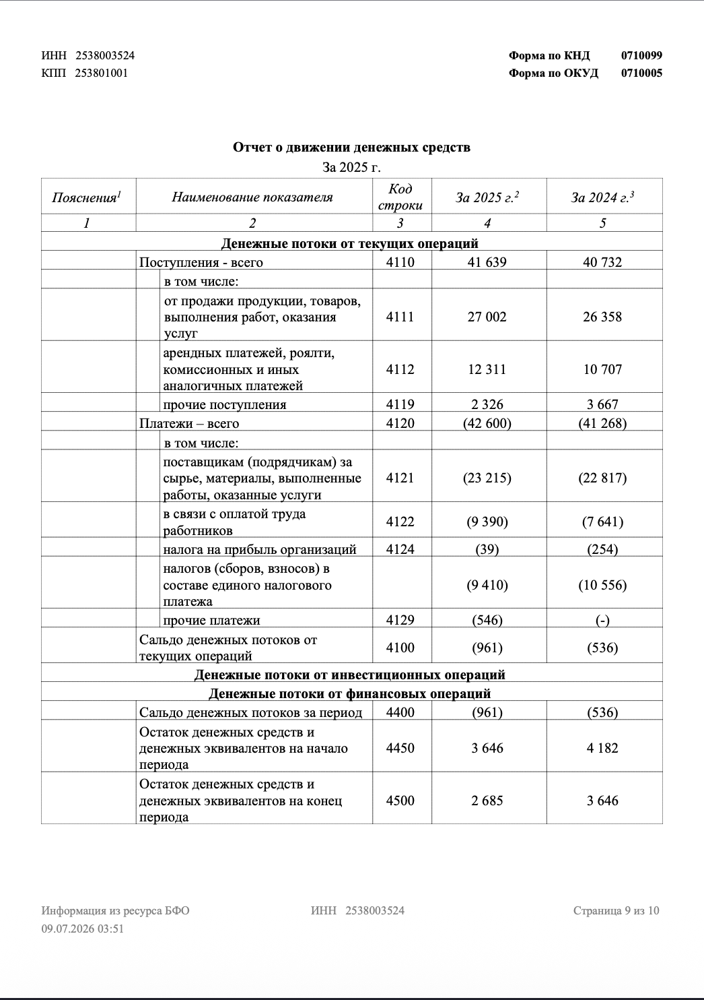 ИНН 2538003524
Форма по КНД 0710099
КПП 253801001
Форма по ОКУД 0710005
Отчет о движении денежных средств
За 2025 г.
Пояснения1 Наименование показателя Код строки За 2025 г.2 За 2024 г.3
1 2 3 4 5
Денежные потоки от текущих операций
Поступления - всего 4110 41 639 40 732
в том числе:
от продажи продукции, товаров,
выполнения работ, оказания 4111 27 002 26 358
услуг
арендных платежей, роялти,
комиссионных и иных 4112 12 311 10 707
аналогичных платежей
прочие поступления 4119 2 326 3 667
Платежи – всего 4120 (42 600) (41 268)
в том числе:
поставщикам (подрядчикам) за
сырье, материалы, выполненные 4121 (23 215) (22 817)
работы, оказанные услуги
в связи с оплатой труда
работников 4122 (9 390) (7 641)
налога на прибыль организаций 4124 (39) (254)
налогов (сборов, взносов) в
составе единого налогового (9 410) (10 556)
платежа
прочие платежи 4129 (546) (-)
Сальдо денежных потоков от
текущих операций 4100 (961) (536)
Денежные потоки от инвестиционных операций
Денежные потоки от финансовых операций
Сальдо денежных потоков за период 4400 (961) (536)
Остаток денежных средств и
денежных эквивалентов на начало 4450 3 646 4 182
периода
Остаток денежных средств и
денежных эквивалентов на конец 4500 2 685 3 646
периода
Информация из ресурса БФО ИНН 2538003524 Страница 9 из 10
09.07.2026 03:51